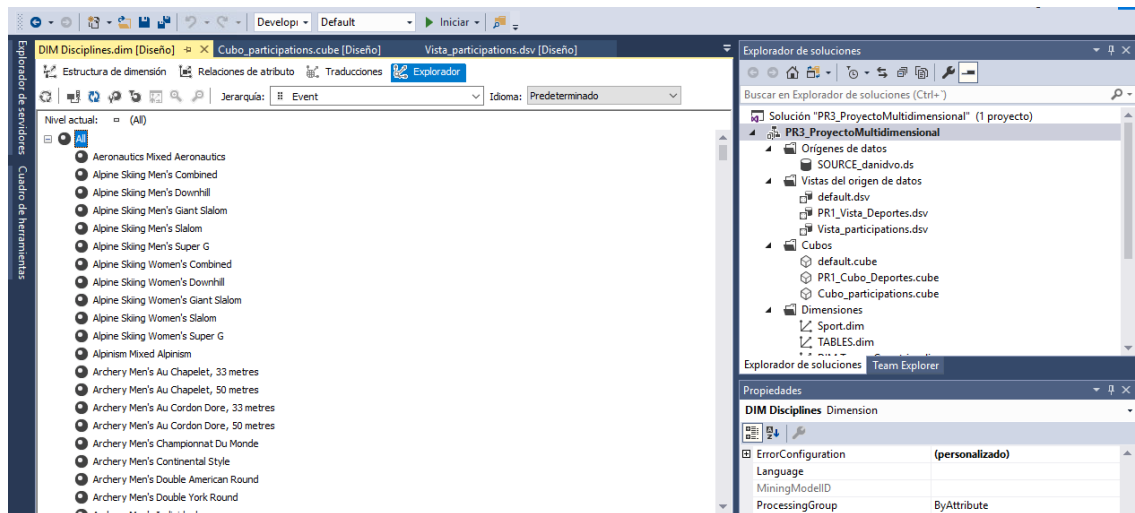 Developi
Default
Iniciar
Explorador de servidores
Cuadro de herramientas
DIM Disciplines.dim [Diseño]
Cubo_participations.cube [Diseño]
Vista_participations.dsv [Diseño]
Estructura de dimensión
Relaciones de atributo
Traducciones
Explorador
Jerarquía:
Event
Idioma:
Predeterminado
Nivel actual:
(All)
All
Aeronautics Mixed Aeronautics
Alpine Skiing Men's Combined
Alpine Skiing Men's Downhill
Alpine Skiing Men's Giant Slalom
Alpine Skiing Men's Slalom
Alpine Skiing Men's Super G
Alpine Skiing Women's Combined
Alpine Skiing Women's Downhill
Alpine Skiing Women's Giant Slalom
Alpine Skiing Women's Slalom
Alpine Skiing Women's Super G
Alpinism Mixed Alpinism
Archery Men's Au Chapelet, 33 metres
Archery Men's Au Chapelet, 50 metres
Archery Men's Au Cordon Dore, 33 metres
Archery Men's Au Cordon Dore, 50 metres
Archery Men's Championnat Du Monde
Archery Men's Continental Style
Archery Men's Double American Round
Archery Men's Double York Round
Explorador de soluciones
Buscar en Explorador de soluciones (Ctrl+`)
Solución "PR3_ProyectoMultidimensional" (1 proyecto)
PR3_ProyectoMultidimensional
Orígenes de datos
SOURCE_danidvo.ds
Vistas del origen de datos
default.dsv
PR1_Vista_Deportes.dsv
Vista_participations.dsv
Cubos
default.cube
PR1_Cubo_Deportes.cube
Cubo_participations.cube
Dimensiones
Sport.dim
TABLES.dim
Explorador de soluciones
Team Explorer
Propiedades
DIM Disciplines Dimension
ErrorConfiguration
(personalizado)
Language
MiningModelID
ProcessingGroup
ByAttribute